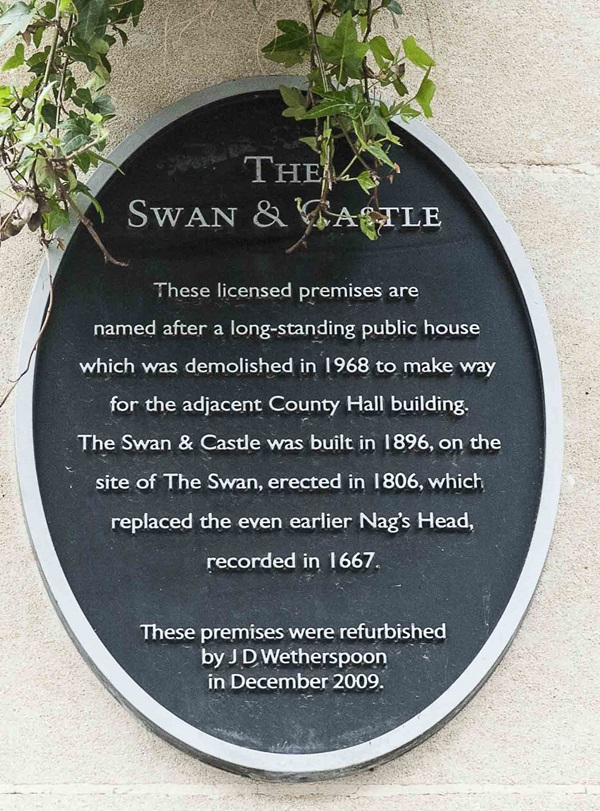 The
Swan & Castle
These licensed premises are
named after a long-standing public house
which was demolished in 1968 to make way
for the adjacent County Hall building.
The Swan & Castle was built in 1896, on the
site of The Swan, erected in 1806, which
replaced the even earlier Nag's Head,
recorded in 1667.
These premises were refurbished
by J D Wetherspoon
in December 2009.